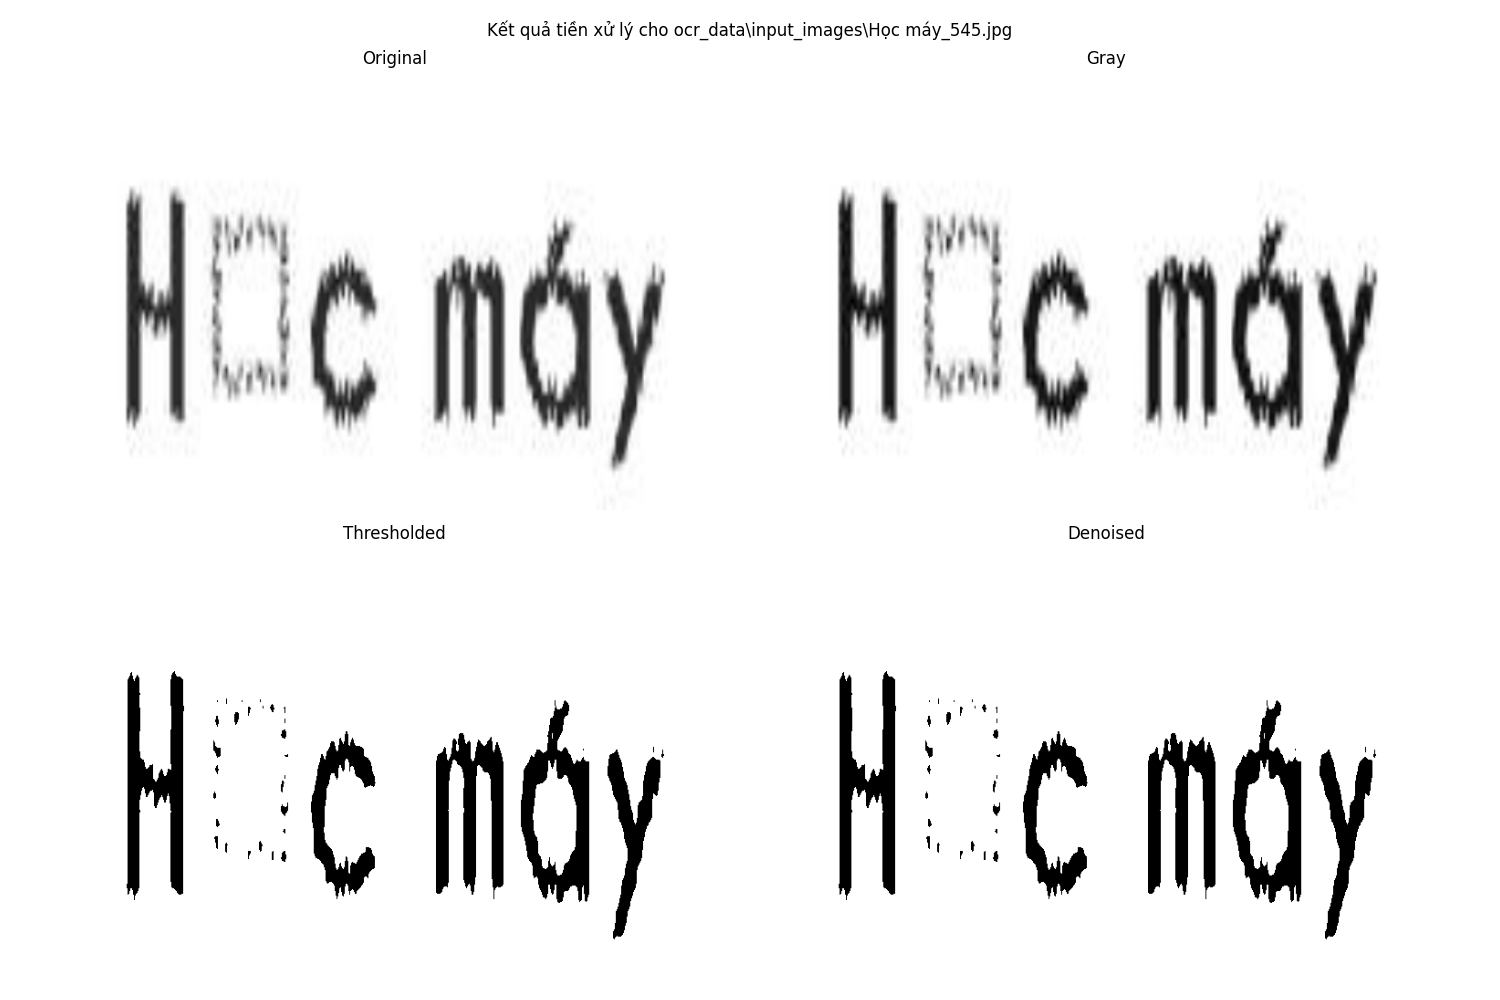 Kết quả tiền xử lý cho ocr_data\input_images\Học máy_545.jpg
Original
Gray
H□c máy
H□c máy
Thresholded
Denoised
H□c máy
H□c máy